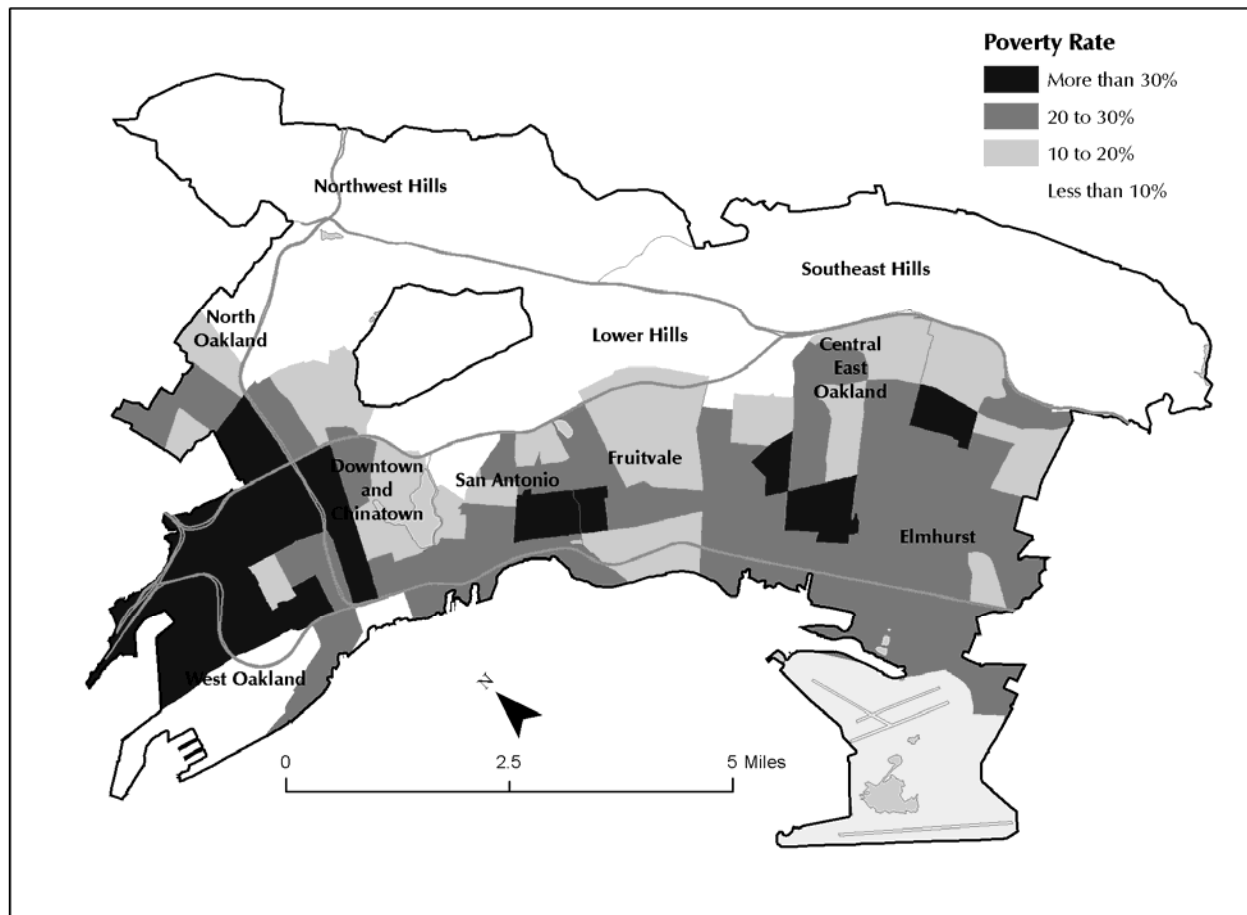 Poverty Rate
More than 30%
20 to 30%
10 to 20%
Less than 10%
Northwest Hills
Southeast Hills
North
Oakland
Lower Hills
Central
East
Oakland
Downtown
and
Chinatown
San Antonio
Fruitvale
Elmhurst
West Oakland
N
0
2.5
5 Miles